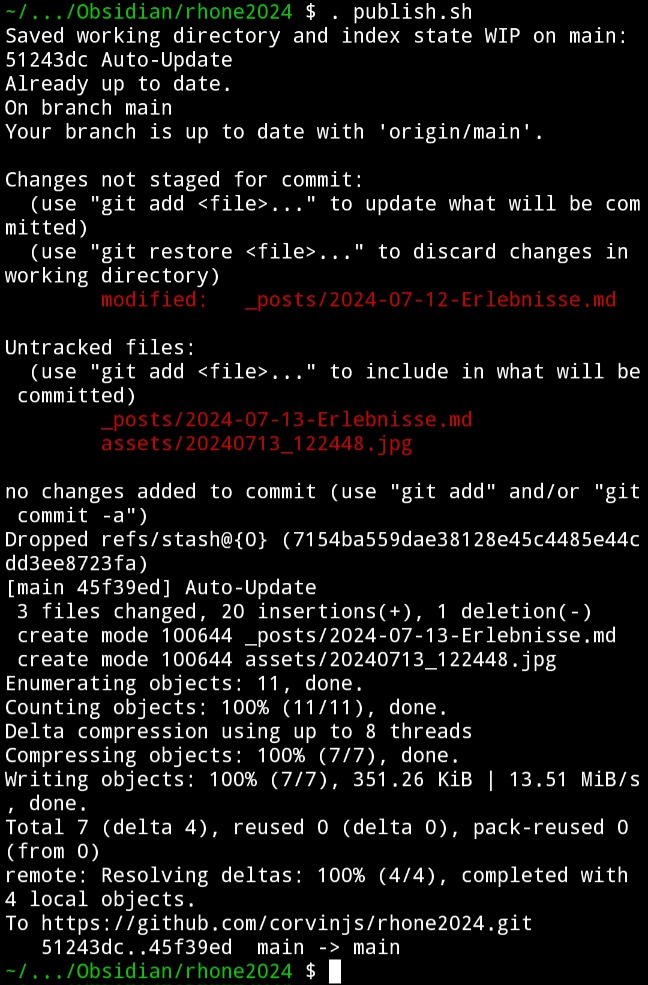 ~/.../Obsidian/rhone2024 $ . publish.sh
Saved working directory and index state WIP on main:
51243dc Auto-Update
Already up to date.
On branch main
Your branch is up to date with 'origin/main'.

Changes not staged for commit:
  (use "git add <file>..." to update what will be com
mitted)
  (use "git restore <file>..." to discard changes in
working directory)
        modified:   _posts/2024-07-12-Erlebnisse.md

Untracked files:
  (use "git add <file>..." to include in what will be
 committed)
        _posts/2024-07-13-Erlebnisse.md
        assets/20240713_122448.jpg

no changes added to commit (use "git add" and/or "git
 commit -a")
Dropped refs/stash@{0} (7154ba559dae38128e45c4485e44c
dd3ee8723fa)
[main 45f39ed] Auto-Update
 3 files changed, 20 insertions(+), 1 deletion(-)
 create mode 100644 _posts/2024-07-13-Erlebnisse.md
 create mode 100644 assets/20240713_122448.jpg
Enumerating objects: 11, done.
Counting objects: 100% (11/11), done.
Delta compression using up to 8 threads
Compressing objects: 100% (7/7), done.
Writing objects: 100% (7/7), 351.26 KiB | 13.51 MiB/s
, done.
Total 7 (delta 4), reused 0 (delta 0), pack-reused 0
(from 0)
remote: Resolving deltas: 100% (4/4), completed with
4 local objects.
To https://github.com/corvinjs/rhone2024.git
   51243dc..45f39ed  main -> main
~/.../Obsidian/rhone2024 $